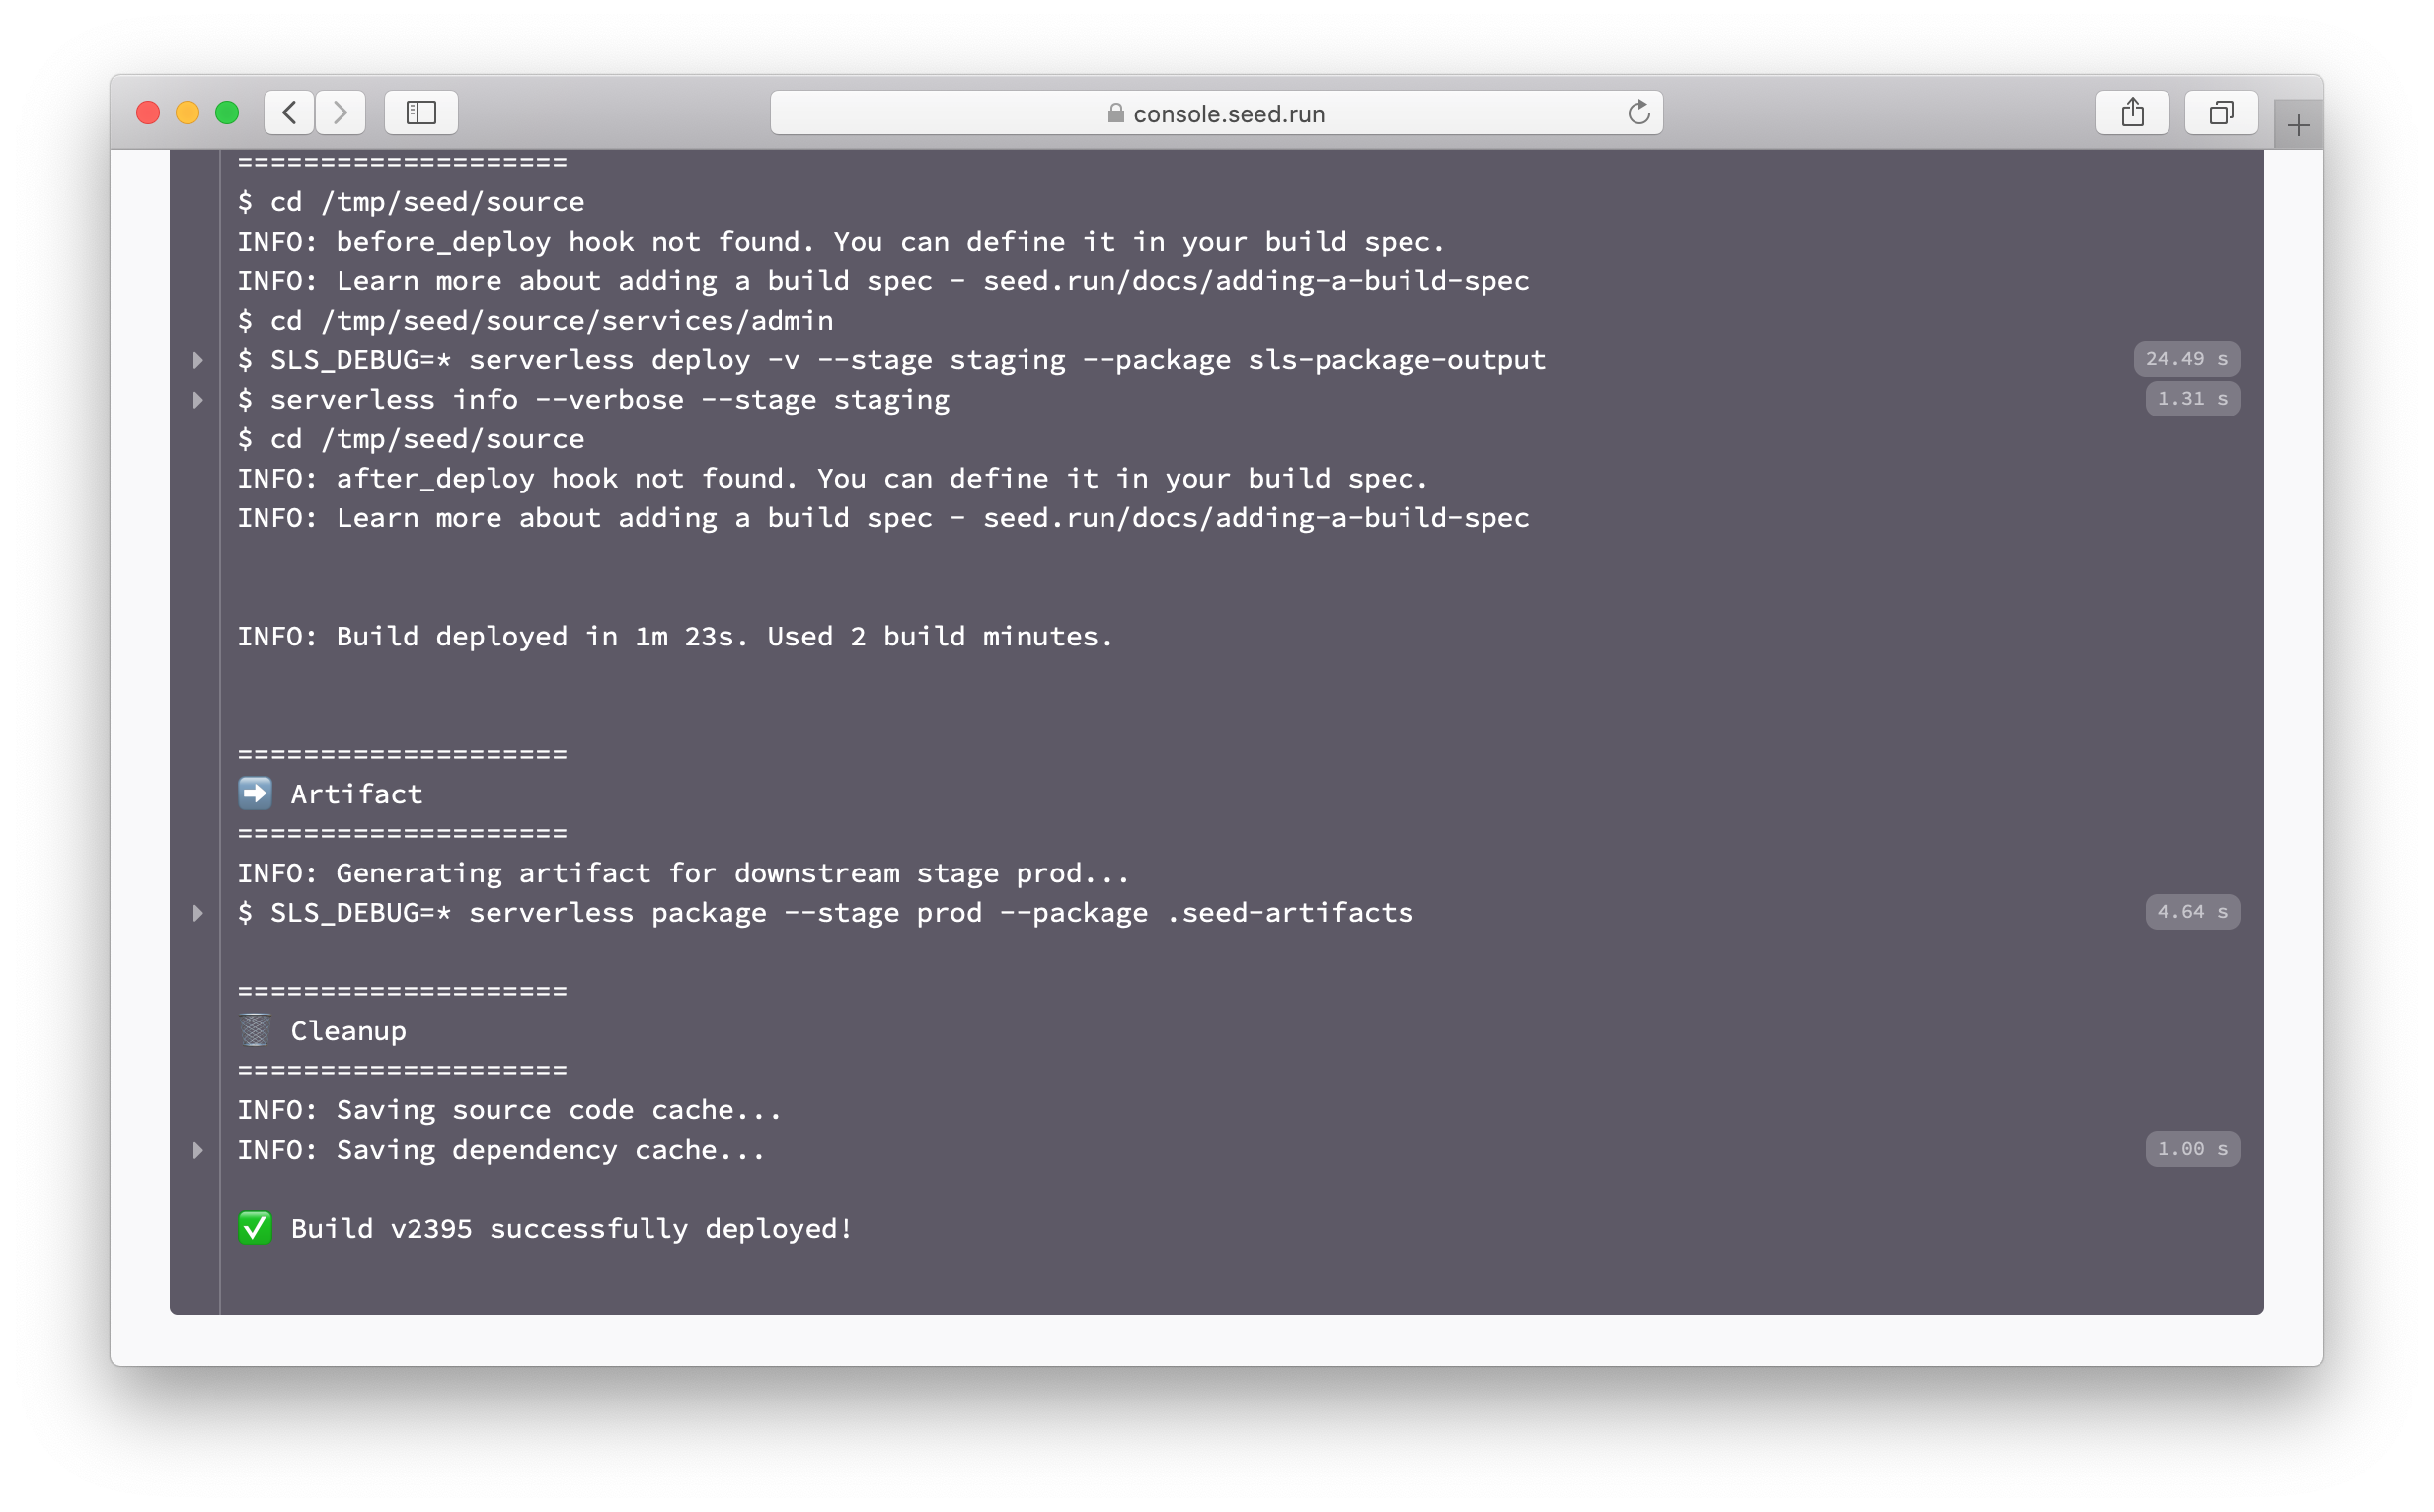 console.seed.run
====================
$ cd /tmp/seed/source
INFO: before_deploy hook not found. You can define it in your build spec.
INFO: Learn more about adding a build spec - seed.run/docs/adding-a-build-spec
$ cd /tmp/seed/source/services/admin
$ SLS_DEBUG=* serverless deploy -v --stage staging --package sls-package-output 24.49 s
$ serverless info --verbose --stage staging 1.31 s
$ cd /tmp/seed/source
INFO: after_deploy hook not found. You can define it in your build spec.
INFO: Learn more about adding a build spec - seed.run/docs/adding-a-build-spec
INFO: Build deployed in 1m 23s. Used 2 build minutes.
====================
➡️ Artifact
====================
INFO: Generating artifact for downstream stage prod...
$ SLS_DEBUG=* serverless package --stage prod --package .seed-artifacts 4.64 s
====================
🗑️ Cleanup
====================
INFO: Saving source code cache...
INFO: Saving dependency cache... 1.00 s
✅ Build v2395 successfully deployed!